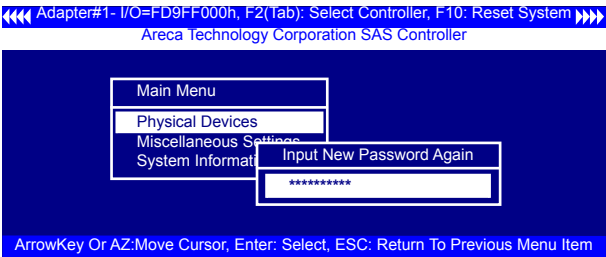 Adapter#1- I/O=FD9FF000h, F2(Tab): Select Controller, F10: Reset System
Areca Technology Corporation SAS Controller
Main Menu
Physical Devices
Miscellaneous Settings
System Informati
Input New Password Again
**********
ArrowKey Or AZ:Move Cursor, Enter: Select, ESC: Return To Previous Menu Item